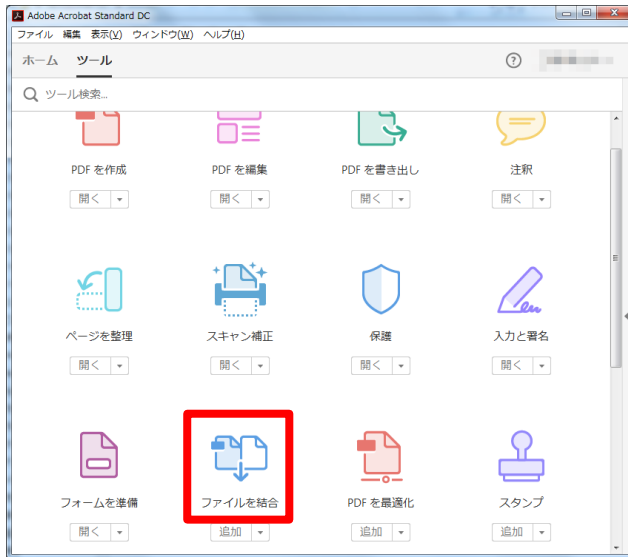 Adobe Acrobat Standard DC
ファイル 編集 表示(V) ウィンドウ(W) ヘルプ(H)
ホーム ツール
ツール検索...
PDF を作成 PDF を編集 PDF を書き出し 注釈
開く 開く 開く 開く
ページを整理 スキャン補正 保護 入力と署名
開く 開く 開く 開く
フォームを準備 ファイルを結合 PDF を最適化 スタンプ
開く 追加 追加 追加